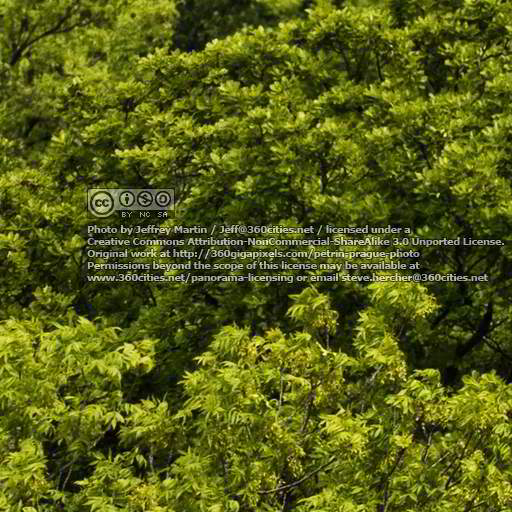 cc
BY NC SA
Photo by Jeffrey Martin / Jeff@360cities.net / licensed under a
Creative Commons Attribution-NonCommercial-ShareAlike 3.0 Unported License.
Original work at http://360gigapixels.com/petrin-prague-photo
Permissions beyond the scope of this license may be available at
www.360cities.net/panorama-licensing or email steve.hercher@360cities.net